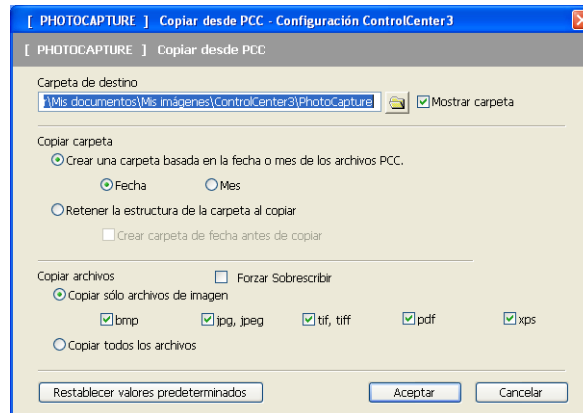 [ PHOTOCAPTURE ] Copiar desde PCC - Configuración ControlCenter3
[ PHOTOCAPTURE ] Copiar desde PCC
Carpeta de destino
\Mis documentos\Mis imágenes\ControlCenter3\PhotoCapture Mostrar carpeta
Copiar carpeta
Crear una carpeta basada en la fecha o mes de los archivos PCC.
Fecha Mes
Retener la estructura de la carpeta al copiar
Crear carpeta de fecha antes de copiar
Copiar archivos Forzar Sobrescribir
Copiar sólo archivos de imagen
bmp jpg, jpeg tif, tiff pdf xps
Copiar todos los archivos
Restablecer valores predeterminados Aceptar Cancelar